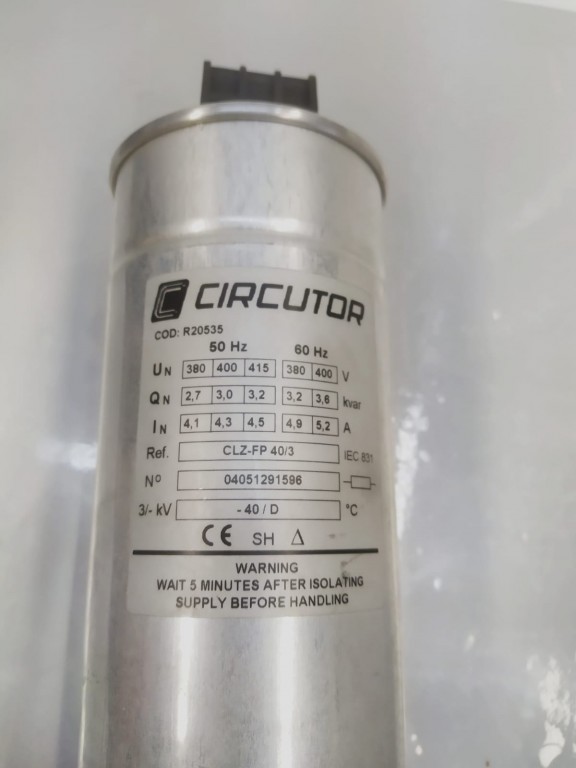 CIRCUTOR
COD: R20535
50 Hz 60 Hz
UN 380 400 415 380 400 V
QN 2,7 3,0 3,2 3,2 3,6 kvar
IN 4,1 4,3 4,5 4,9 5,2 A
Ref. CLZ-FP 40/3 IEC 831
Nº 04051291596
3/- kV - 40 / D °C
CE SH Δ
WARNING
WAIT 5 MINUTES AFTER ISOLATING
SUPPLY BEFORE HANDLING